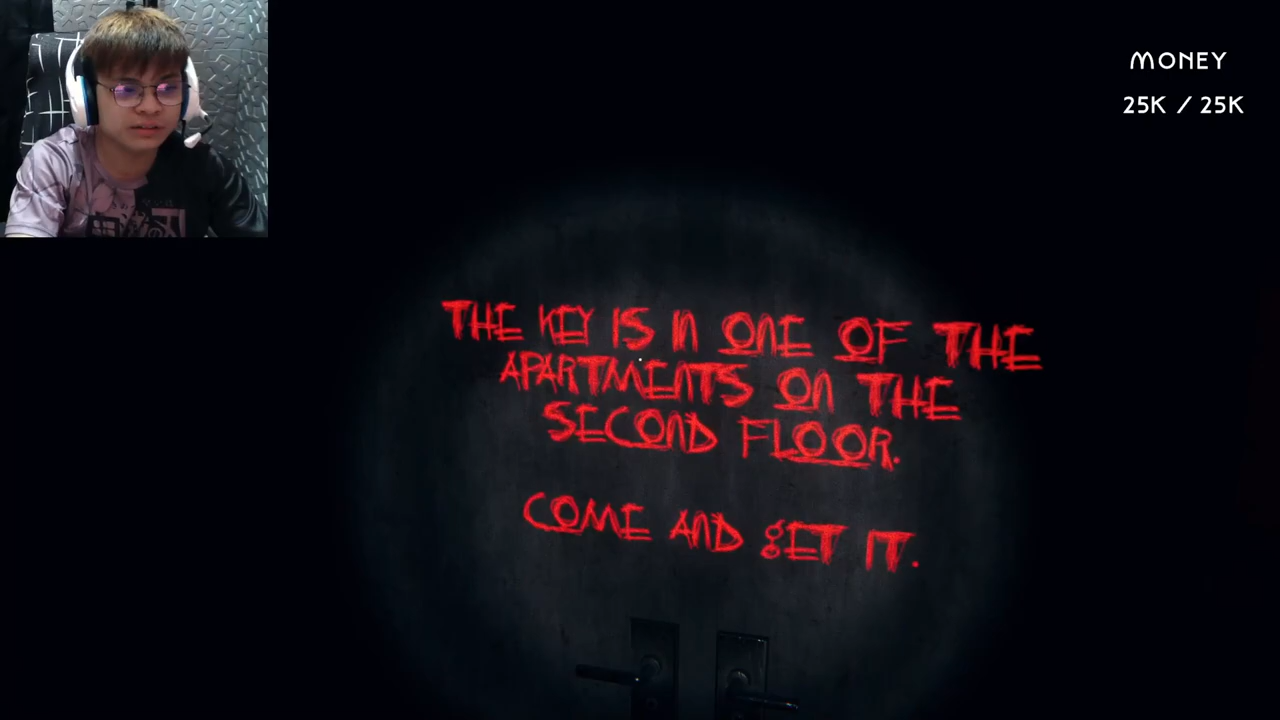 MONEY
25K / 25K
THE KEY IS IN ONE OF THE
APARTMENTS ON THE
SECOND FLOOR.
COME AND GET IT.